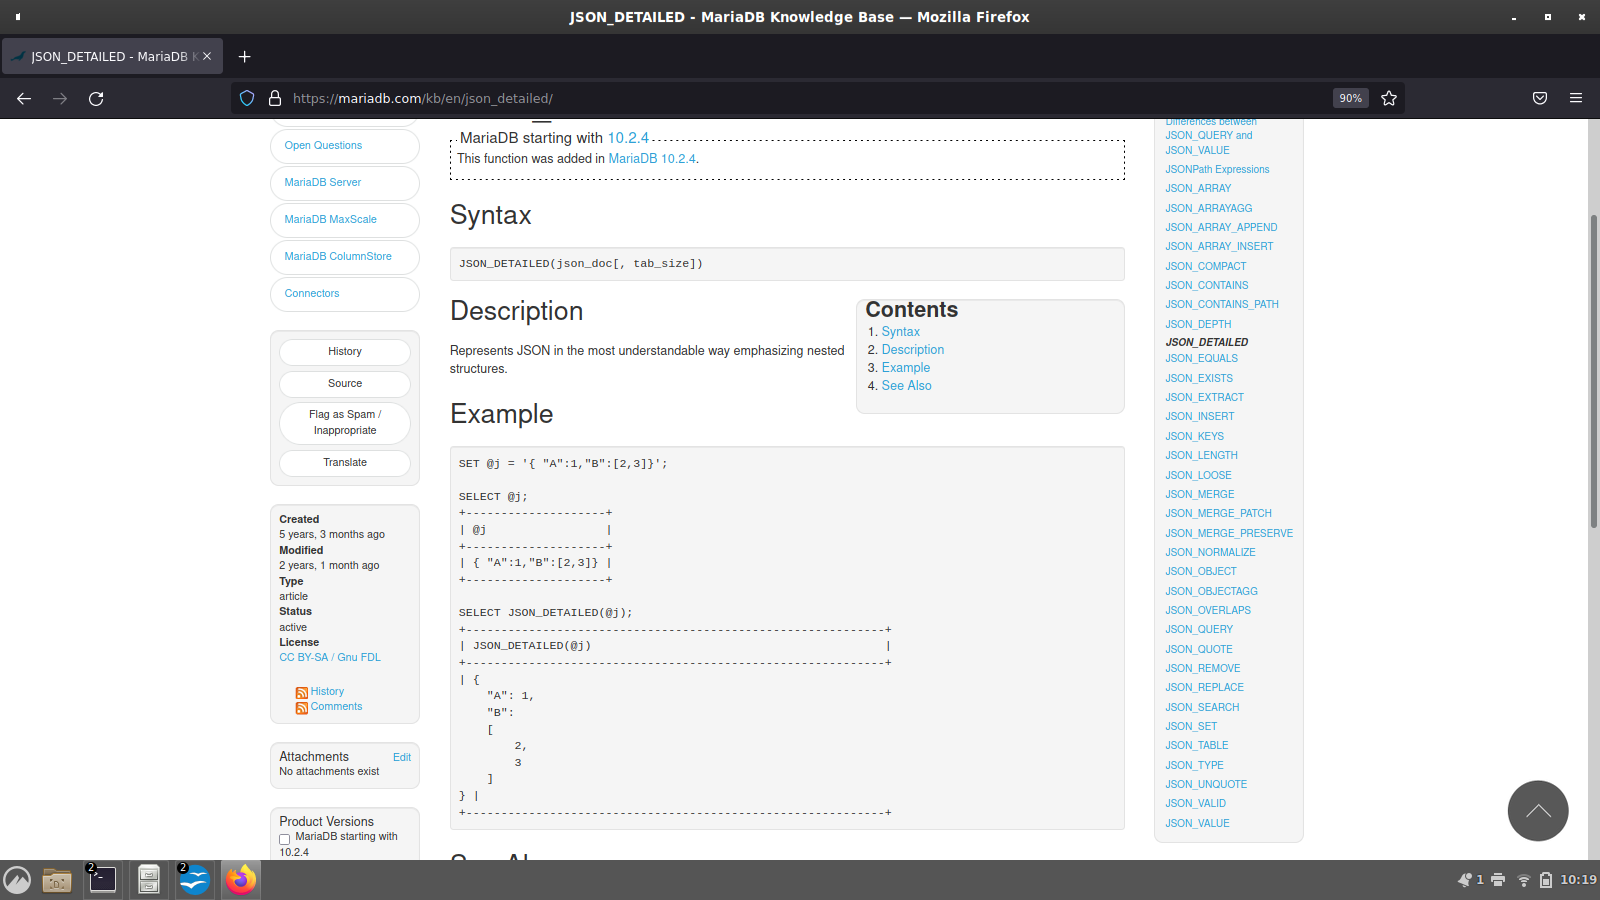 JSON_DETAILED - MariaDB Knowledge Base — Mozilla Firefox
JSON_DETAILED - MariaDB K
https://mariadb.com/kb/en/json_detailed/
90%
Open Questions
MariaDB Server
MariaDB MaxScale
MariaDB ColumnStore
Connectors
History
Source
Flag as Spam /
Inappropriate
Translate
Created
5 years, 3 months ago
Modified
2 years, 1 month ago
Type
article
Status
active
License
CC BY-SA / Gnu FDL
History
Comments
Attachments Edit
No attachments exist
Product Versions
MariaDB starting with
10.2.4
MariaDB starting with 10.2.4
This function was added in MariaDB 10.2.4.
Syntax
JSON_DETAILED(json_doc[, tab_size])
Description
Represents JSON in the most understandable way emphasizing nested
structures.
Contents
1. Syntax
2. Description
3. Example
4. See Also
Example
SET @j = '{ "A":1,"B":[2,3]}';
SELECT @j;
+--------------------+
| @j                 |
+--------------------+
| { "A":1,"B":[2,3]} |
+--------------------+
SELECT JSON_DETAILED(@j);
+------------------------------------------------------------+
| JSON_DETAILED(@j)                                          |
+------------------------------------------------------------+
| {
    "A": 1,
    "B":
    [
        2,
        3
    ]
} |
+------------------------------------------------------------+
Differences between
JSON_QUERY and
JSON_VALUE
JSONPath Expressions
JSON_ARRAY
JSON_ARRAYAGG
JSON_ARRAY_APPEND
JSON_ARRAY_INSERT
JSON_COMPACT
JSON_CONTAINS
JSON_CONTAINS_PATH
JSON_DEPTH
JSON_DETAILED
JSON_EQUALS
JSON_EXISTS
JSON_EXTRACT
JSON_INSERT
JSON_KEYS
JSON_LENGTH
JSON_LOOSE
JSON_MERGE
JSON_MERGE_PATCH
JSON_MERGE_PRESERVE
JSON_NORMALIZE
JSON_OBJECT
JSON_OBJECTAGG
JSON_OVERLAPS
JSON_QUERY
JSON_QUOTE
JSON_REMOVE
JSON_REPLACE
JSON_SEARCH
JSON_SET
JSON_TABLE
JSON_TYPE
JSON_UNQUOTE
JSON_VALID
JSON_VALUE
2
2
1
10:19